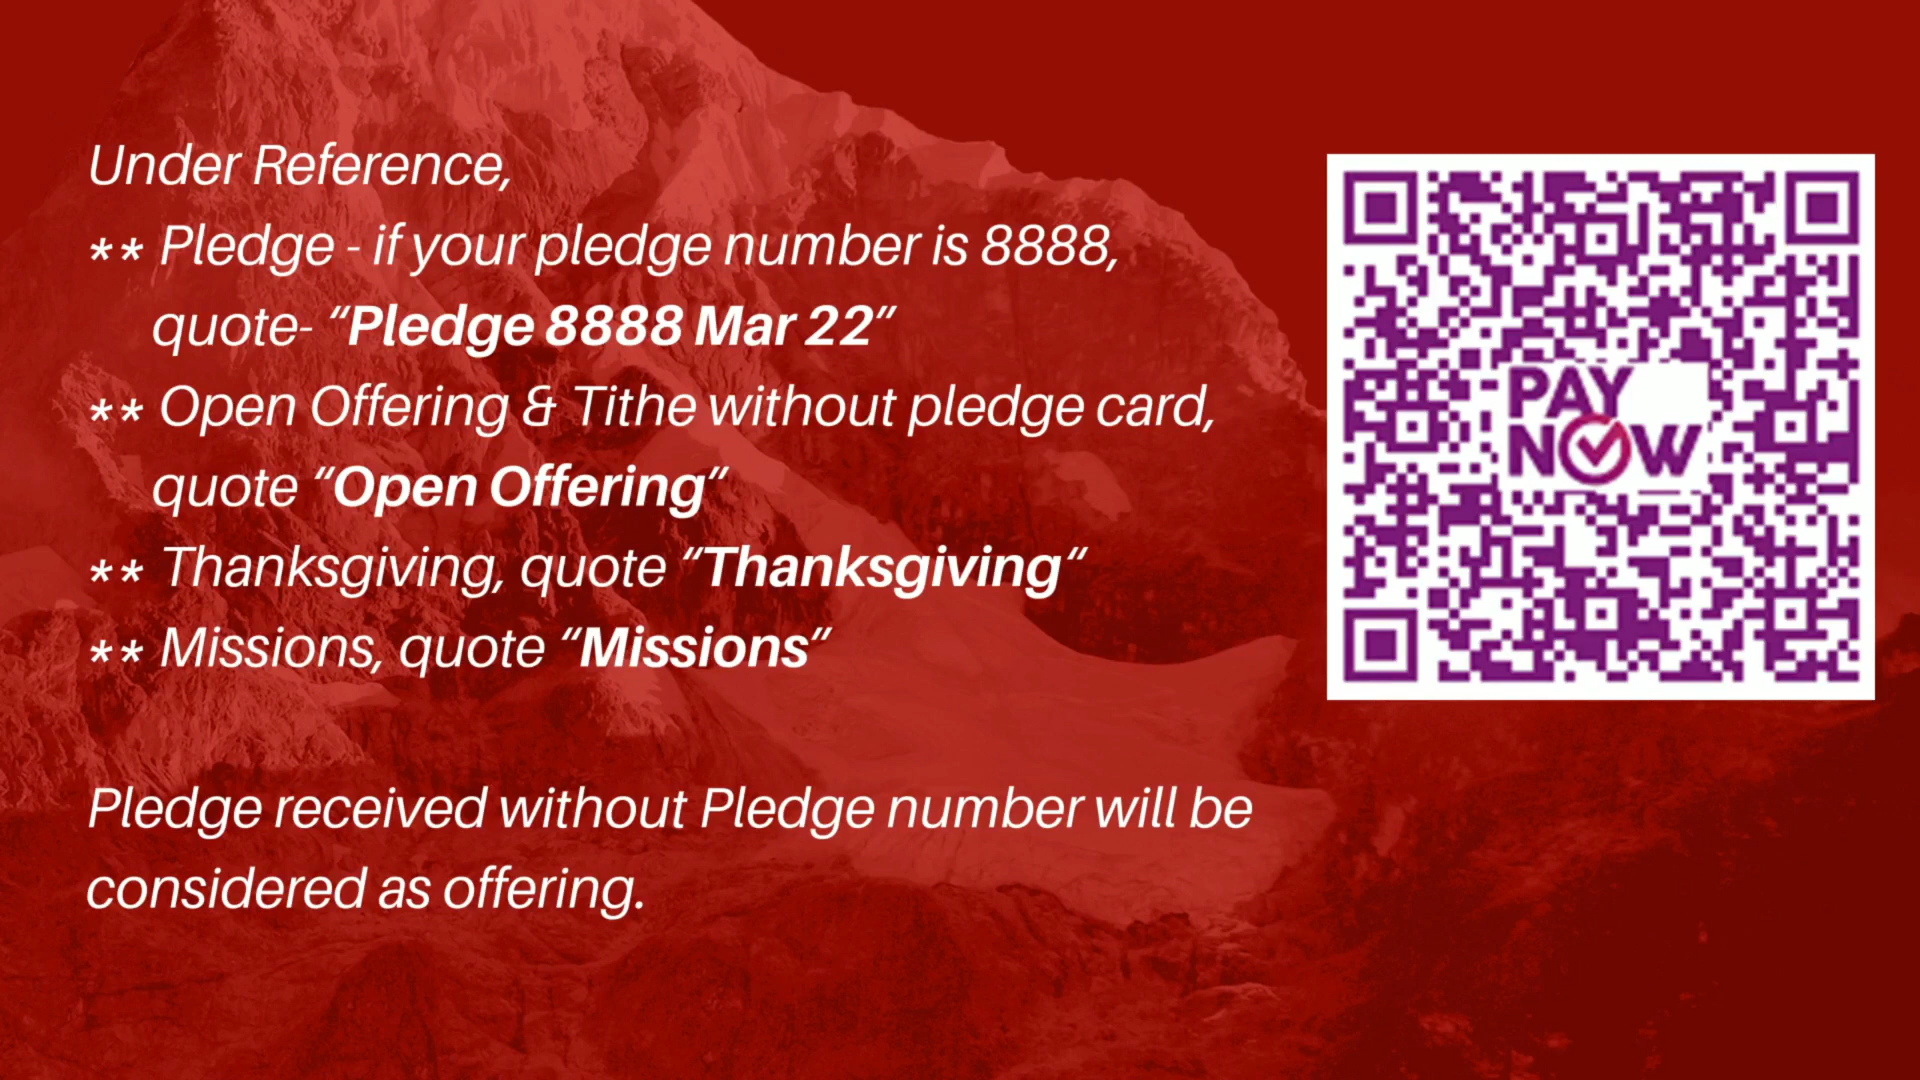 Under Reference,
** Pledge - if your pledge number is 8888,
quote- “Pledge 8888 Mar 22”
** Open Offering & Tithe without pledge card,
quote “Open Offering”
** Thanksgiving, quote “Thanksgiving“
** Missions, quote “Missions”
Pledge received without Pledge number will be
considered as offering.
PAY
NOW